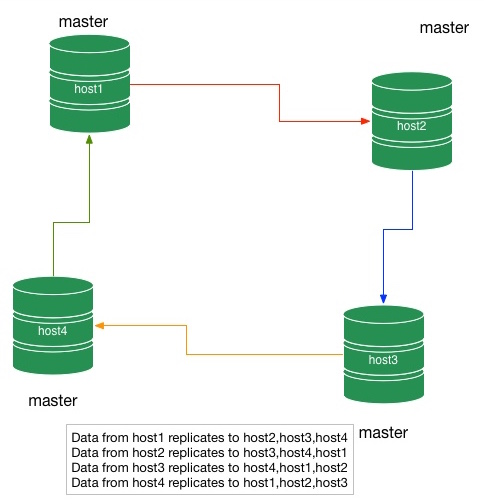 master
master
host1
host2
host4
host3
master
master
Data from host1 replicates to host2,host3,host4
Data from host2 replicates to host3,host4,host1
Data from host3 replicates to host4,host1,host2
Data from host4 replicates to host1,host2,host3